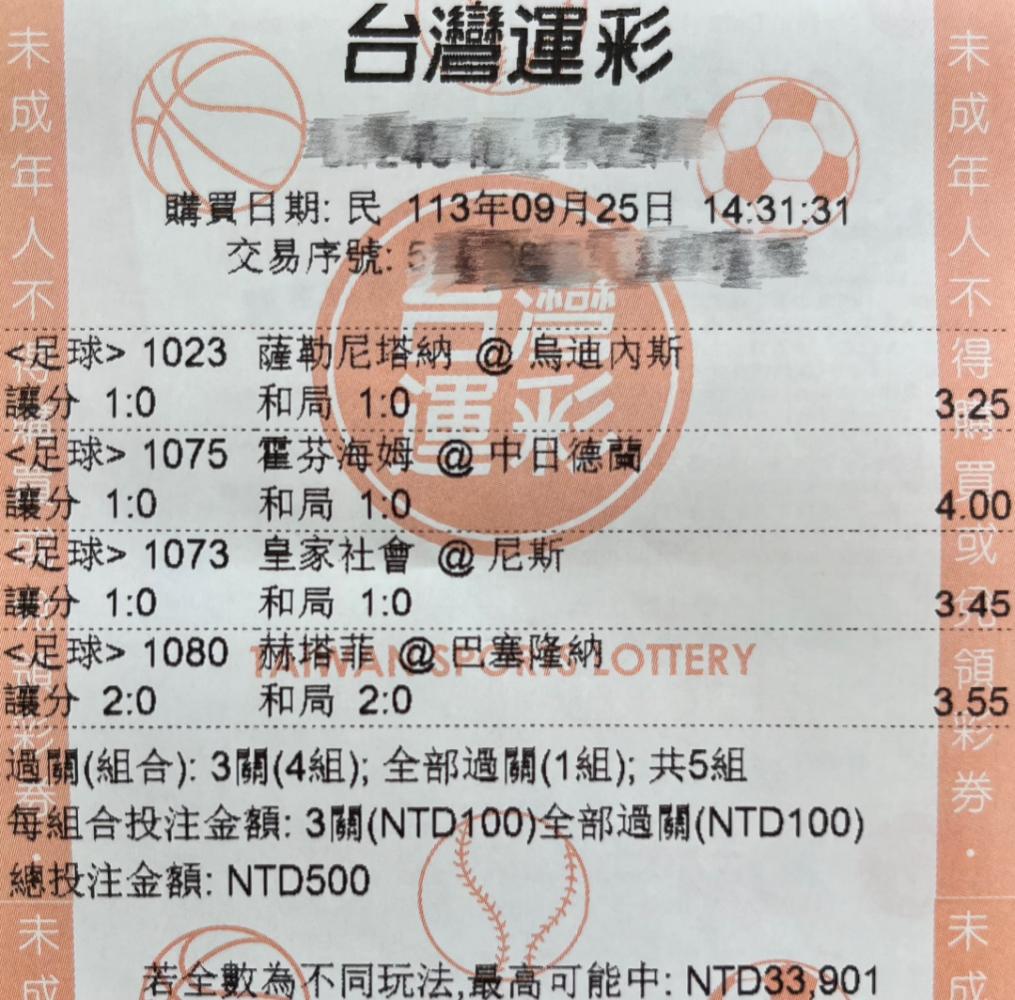 台灣運彩
購買日期: 民 113年09月25日 14:31:31
交易序號: 5
台灣
運彩
<足球> 1023 薩勒尼塔納 @ 烏迪內斯
讓分 1:0 和局 1:0 3.25
<足球> 1075 霍芬海姆 @ 中日德蘭
讓分 1:0 和局 1:0 4.00
<足球> 1073 皇家社會 @ 尼斯
讓分 1:0 和局 1:0 3.45
<足球> 1080 赫塔菲 @ 巴塞隆納
TAIWAN SPORTS LOTTERY
讓分 2:0 和局 2:0 3.55
過關(組合): 3關(4組); 全部過關(1組); 共5組
每組合投注金額: 3關(NTD100)全部過關(NTD100)
總投注金額: NTD500
若全數為不同玩法,最高可能中: NTD33,901
未成年人不得購買或兌領彩券・未成
未成年人不得購買或兌領彩券・未成